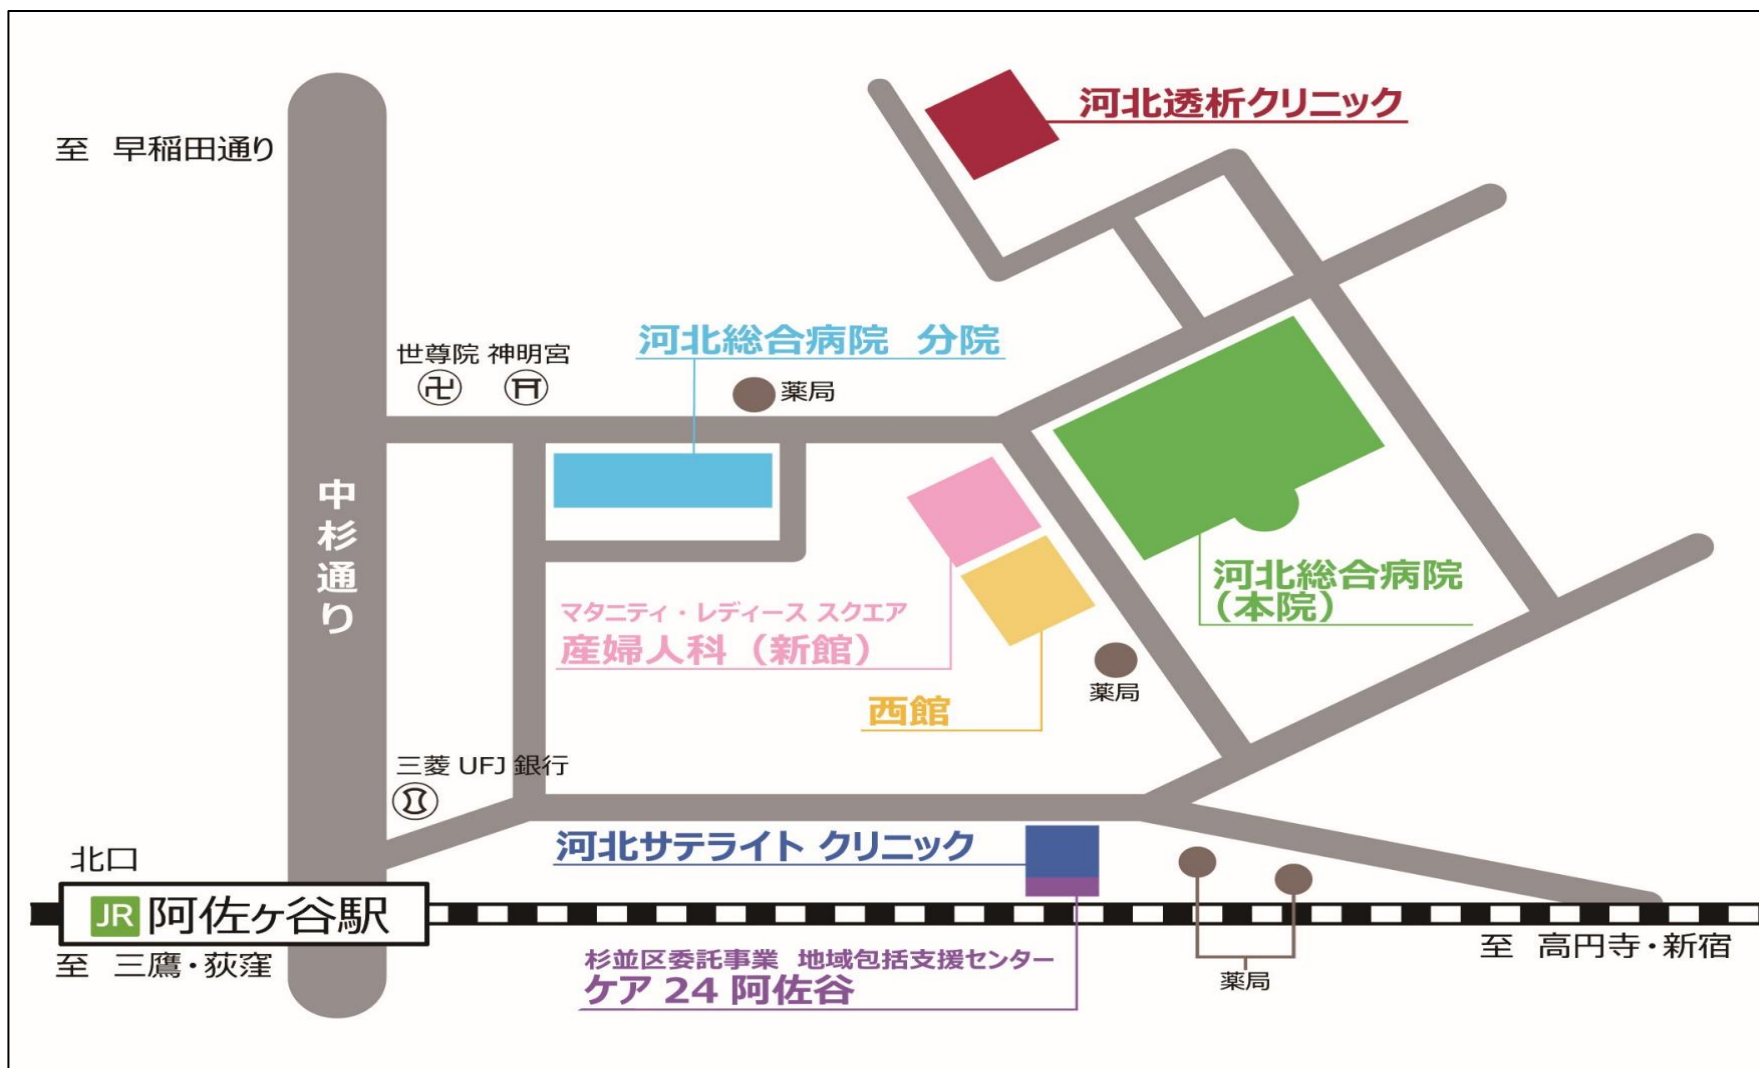 河北透析クリニック
至 早稲田通り
河北総合病院 分院
世尊院 神明宮
薬局
中杉通り
河北総合病院
(本院)
マタニティ・レディース スクエア
産婦人科(新館)
薬局
西館
三菱 UFJ 銀行
河北サテライト クリニック
北口
JR 阿佐ヶ谷駅
至 三鷹・荻窪
至 高円寺・新宿
杉並区委託事業 地域包括支援センター
ケア 24 阿佐谷
薬局